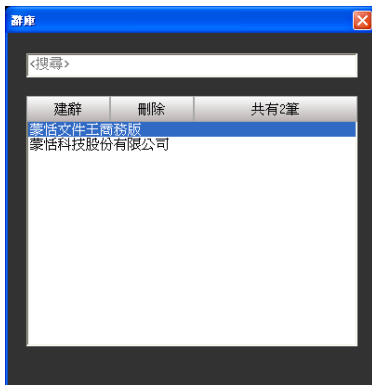 辭庫
<搜尋>
建辭 刪除 共有2筆
蒙恬文件王商務版
蒙恬科技股份有限公司